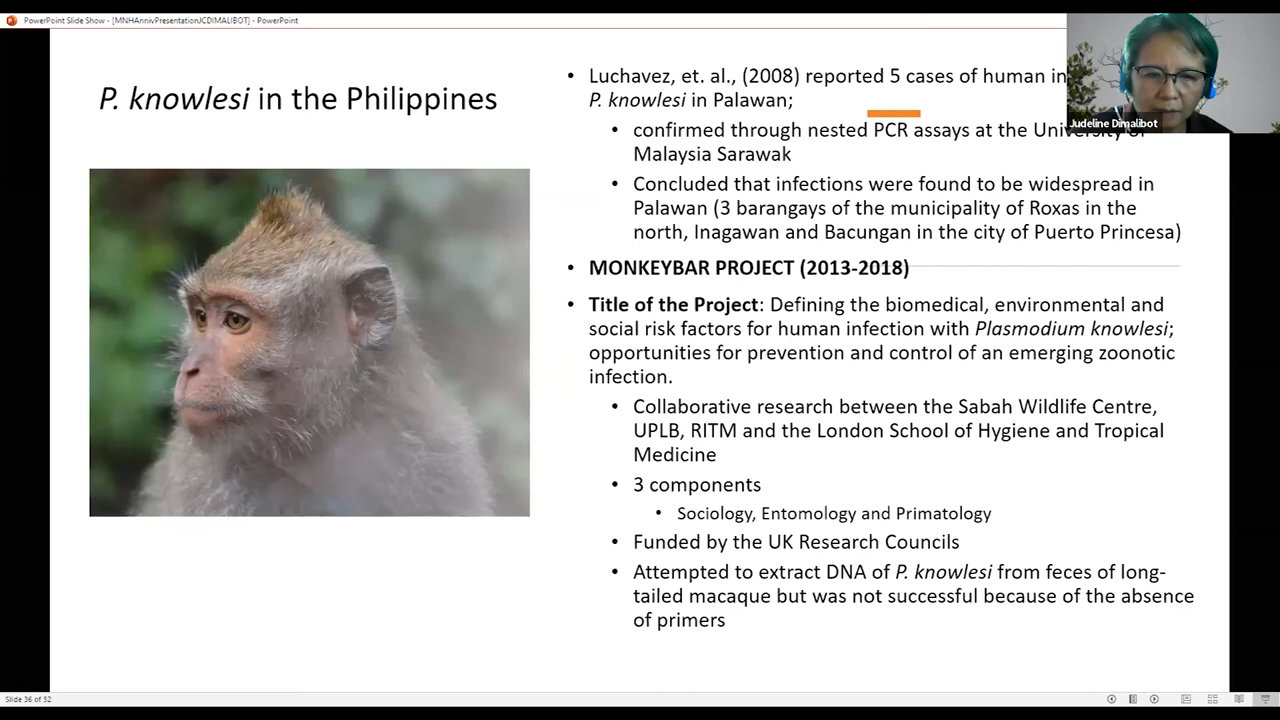 PowerPoint Slide Show - [MNHAnnivPresentationJCDIMALIBOT] - PowerPoint
P. knowlesi in the Philippines
• Luchavez, et. al., (2008) reported 5 cases of human
P. knowlesi in Palawan;
• confirmed through nested PCR assays at the University of
Malaysia Sarawak
• Concluded that infections were found to be widespread in
Palawan (3 barangays of the municipality of Roxas in the
north, Inagawan and Bacungan in the city of Puerto Princesa)
• MONKEYBAR PROJECT (2013-2018)
• Title of the Project: Defining the biomedical, environmental and
social risk factors for human infection with Plasmodium knowlesi;
opportunities for prevention and control of an emerging zoonotic
infection.
• Collaborative research between the Sabah Wildlife Centre,
UPLB, RITM and the London School of Hygiene and Tropical
Medicine
• 3 components
• Sociology, Entomology and Primatology
• Funded by the UK Research Councils
• Attempted to extract DNA of P. knowlesi from feces of long-
tailed macaque but was not successful because of the absence
of primers
Judeline Dimalibot
Slide 36 of 52